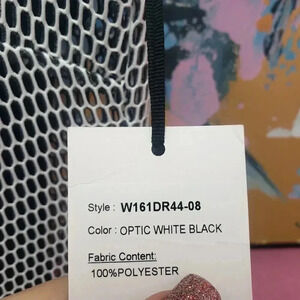 Style : W161DR44-08
Color : OPTIC WHITE BLACK
Fabric Content:
100%POLYESTER